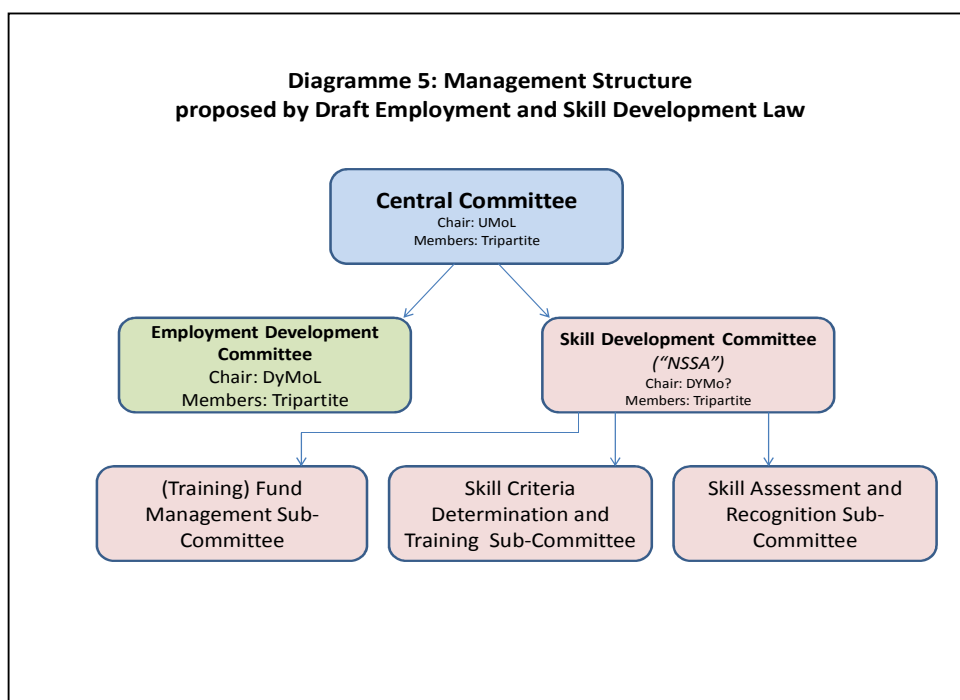 Diagramme 5: Management Structure
proposed by Draft Employment and Skill Development Law
Central Committee
Chair: UMoL
Members: Tripartite
Employment Development
Committee
Chair: DyMoL
Members: Tripartite
Skill Development Committee
(“NSSA”)
Chair: DYMo?
Members: Tripartite
(Training) Fund
Management Sub-
Committee
Skill Criteria
Determination and
Training Sub-Committee
Skill Assessment and
Recognition Sub-
Committee